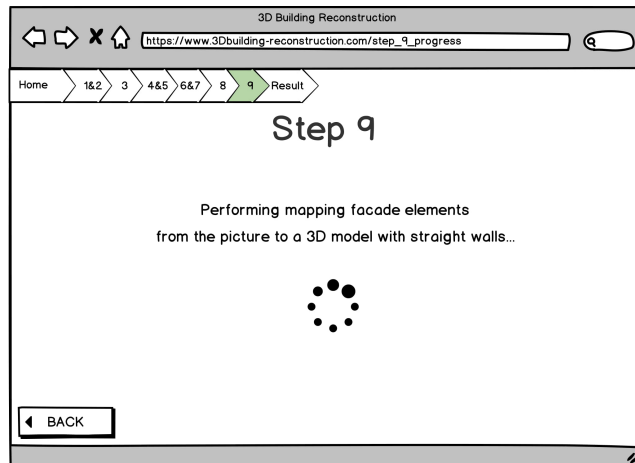 3D Building Reconstruction
https://www.3Dbuilding-reconstruction.com/step_9_progress
Home 1&2 3 4&5 6&7 8 9 Result
Step 9
Performing mapping facade elements
from the picture to a 3D model with straight walls...
BACK